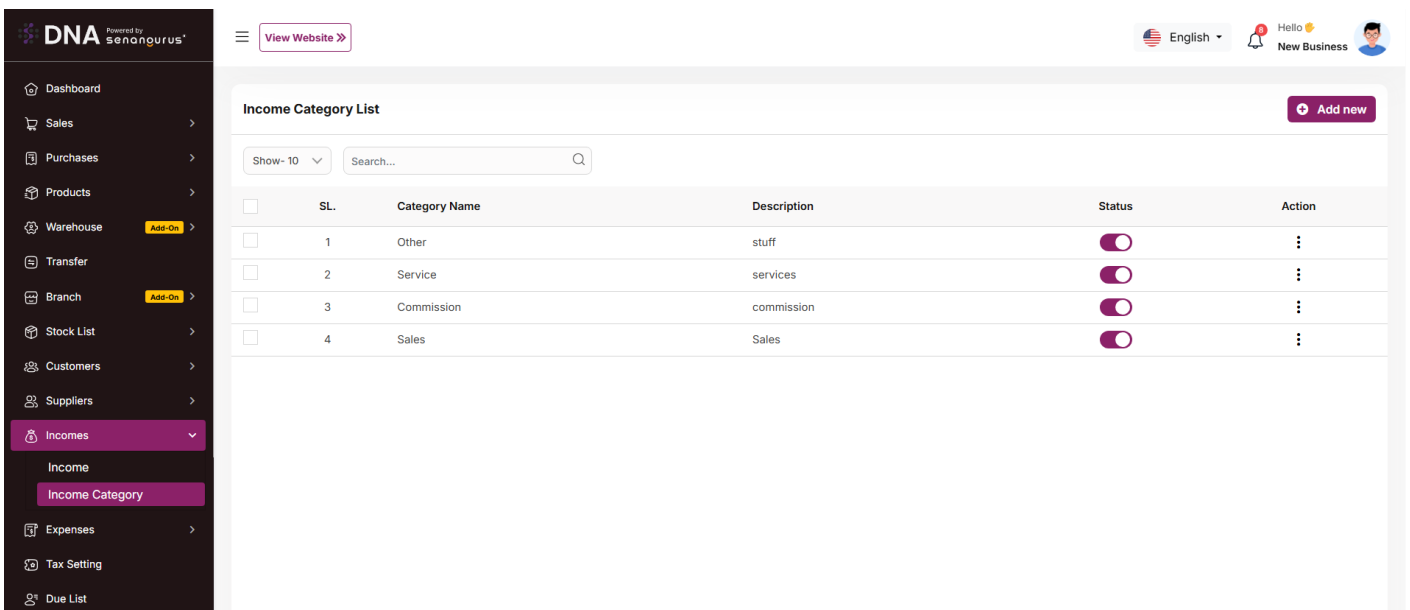 DNA Powered by senangurus
View Website
English
8
Hello
New Business
Dashboard
Sales
Purchases
Products
Warehouse Add-On
Transfer
Branch Add-On
Stock List
Customers
Suppliers
Incomes
Income
Income Category
Expenses
Tax Setting
Due List
Income Category List
Add new
Show- 10
Search...
SL. Category Name Description Status Action
1 Other stuff
2 Service services
3 Commission commission
4 Sales Sales